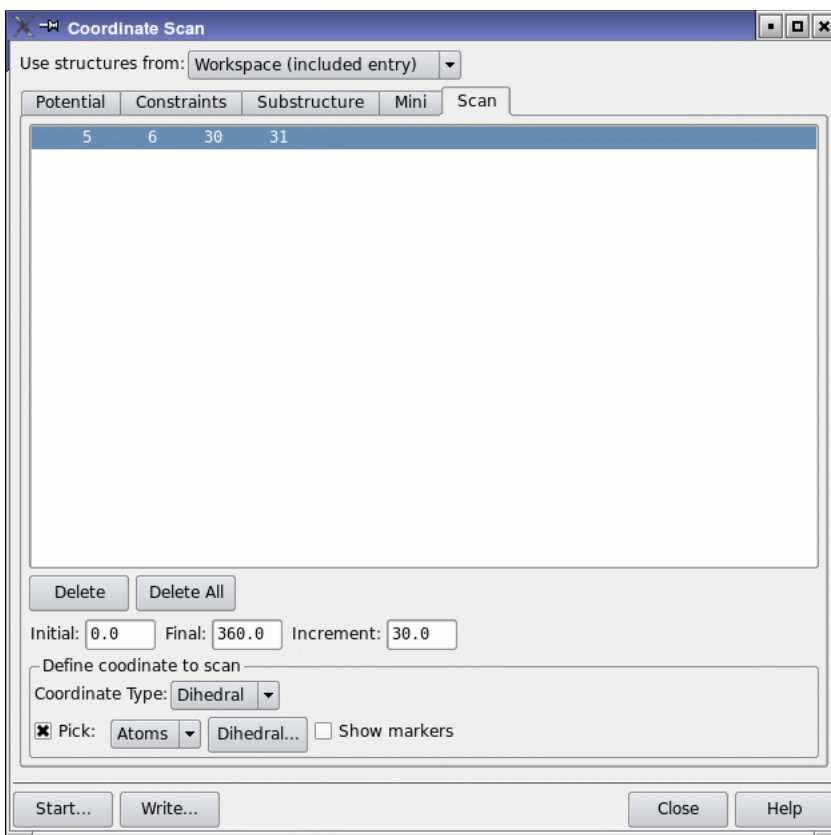 Coordinate Scan
Use structures from: Workspace (included entry)
Potential Constraints Substructure Mini Scan
5 6 30 31
Delete Delete All
Initial: 0.0 Final: 360.0 Increment: 30.0
Define coodinate to scan
Coordinate Type: Dihedral
Pick: Atoms Dihedral... Show markers
Start... Write... Close Help